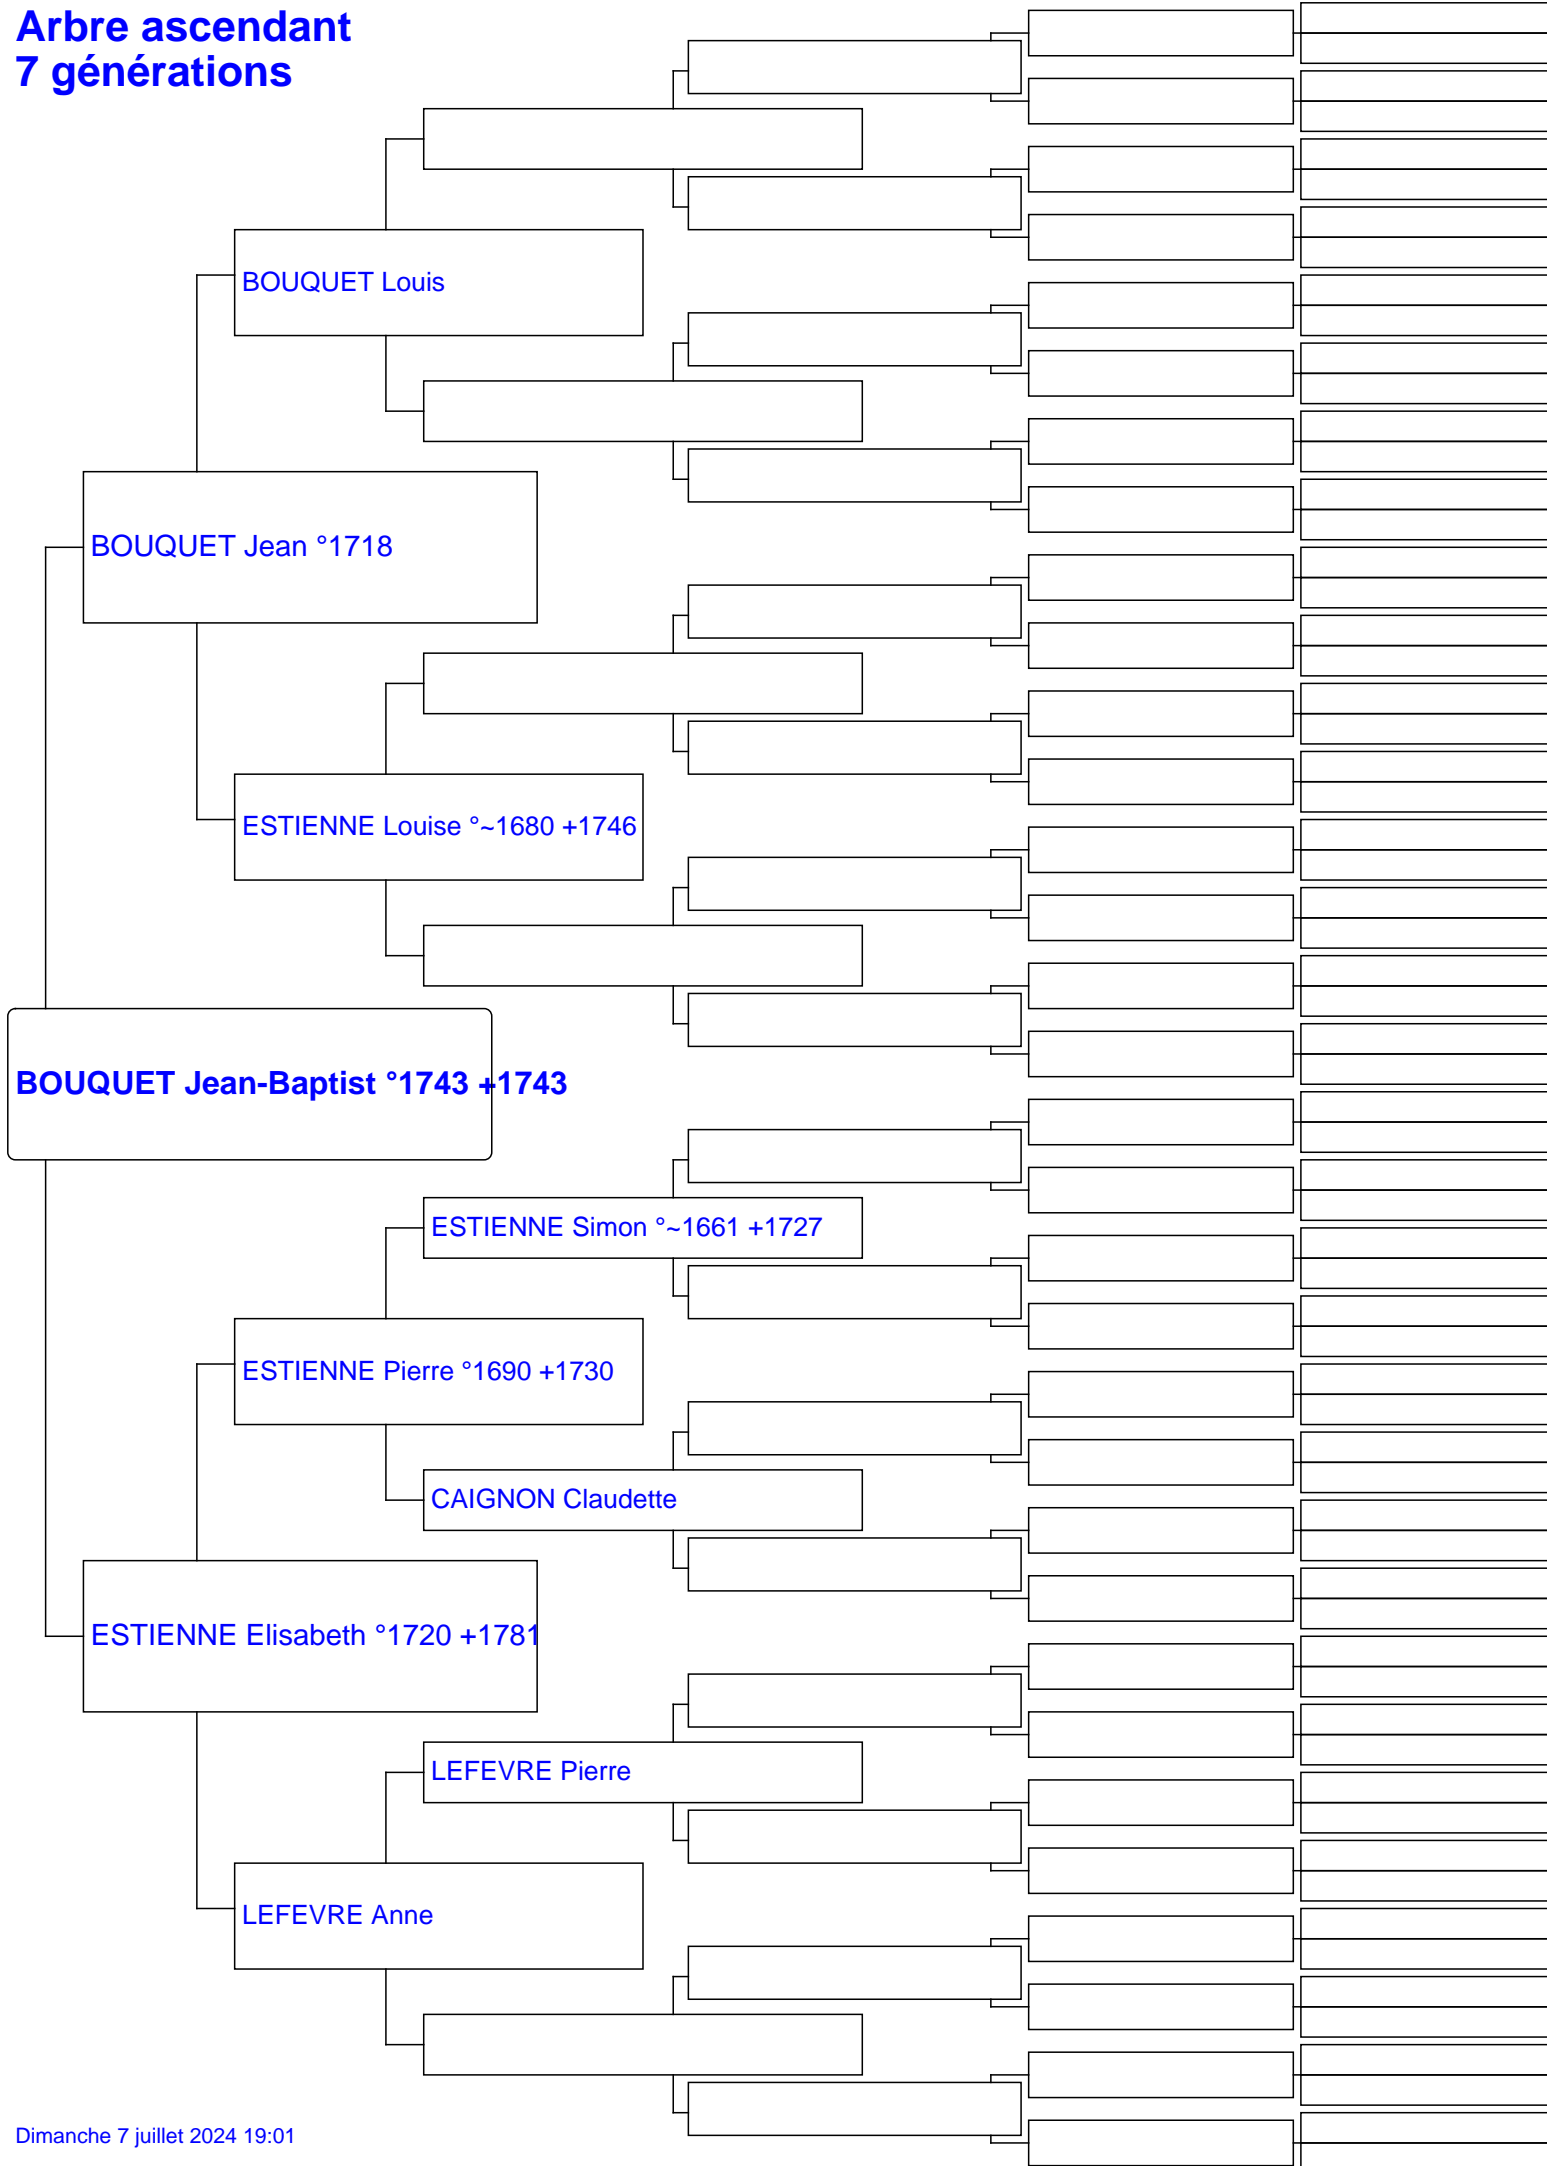 Arbre ascendant
7 générations
BOUQUET Louis
BOUQUET Jean °1718
ESTIENNE Louise °~1680 +1746
BOUQUET Jean-Baptist °1743 +1743
ESTIENNE Simon °~1661 +1727
ESTIENNE Pierre °1690 +1730
CAIGNON Claudette
ESTIENNE Elisabeth °1720 +1781
LEFEVRE Pierre
LEFEVRE Anne
Dimanche 7 juillet 2024 19:01